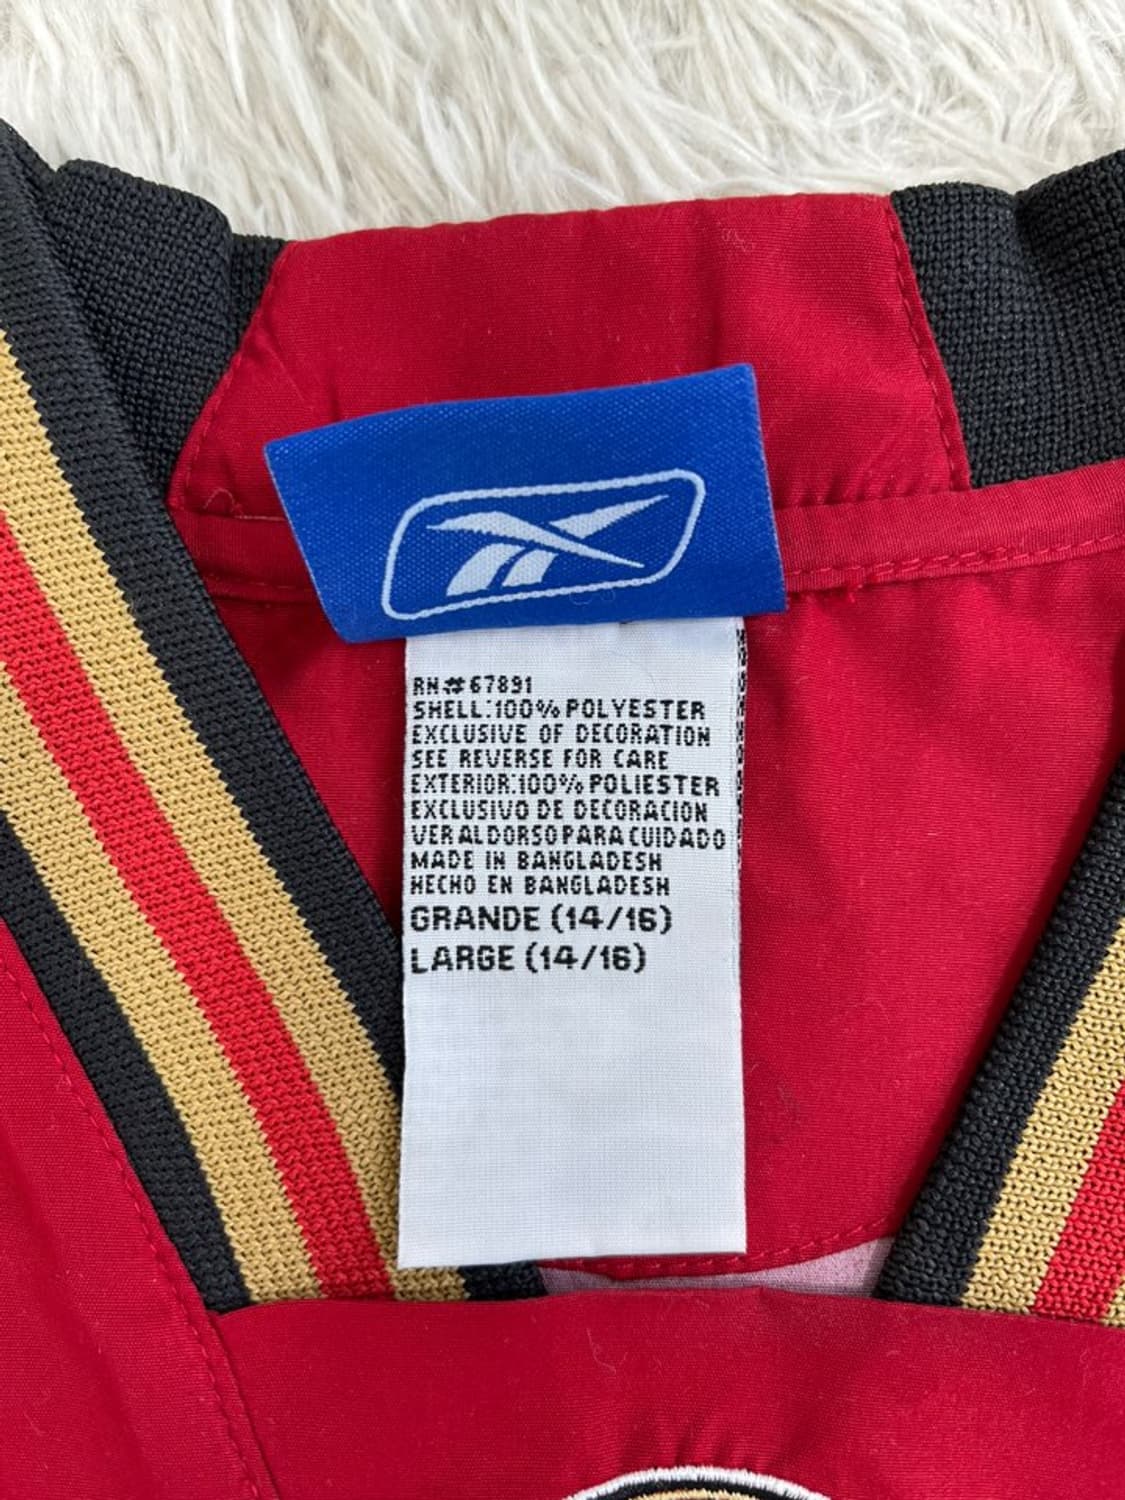 RN#67891
SHELL:100% POLYESTER
EXCLUSIVE OF DECORATION
SEE REVERSE FOR CARE
EXTERIOR:100% POLIESTER
EXCLUSIVO DE DECORACION
VER AL DORSO PARA CUIDADO
MADE IN BANGLADESH
HECHO EN BANGLADESH
GRANDE (14/16)
LARGE (14/16)